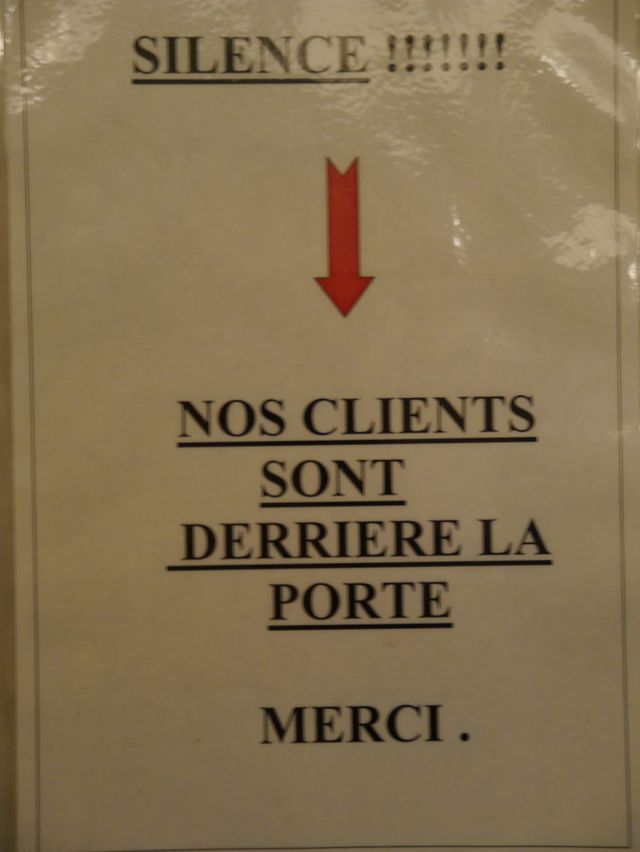 SILENCE !!!!!!!
NOS CLIENTS
SONT
DERRIERE LA
PORTE
MERCI .